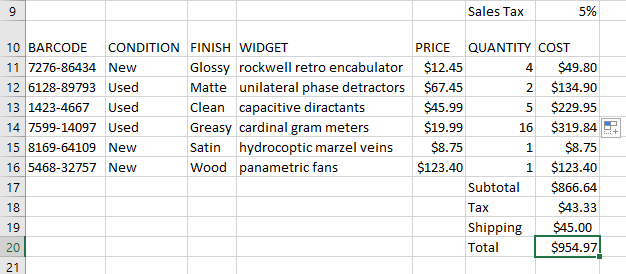 9 Sales Tax 5%
10 BARCODE CONDITION FINISH WIDGET PRICE QUANTITY COST
11 7276-86434 New Glossy rockwell retro encabulator $12.45 4 $49.80
12 6128-89793 Used Matte unilateral phase detractors $67.45 2 $134.90
13 1423-4667 Used Clean capacitive diractants $45.99 5 $229.95
14 7599-14097 Used Greasy cardinal gram meters $19.99 16 $319.84
15 8169-64109 New Satin hydrocoptic marzel veins $8.75 1 $8.75
16 5468-32757 New Wood panametric fans $123.40 1 $123.40
17 Subtotal $866.64
18 Tax $43.33
19 Shipping $45.00
20 Total $954.97
21